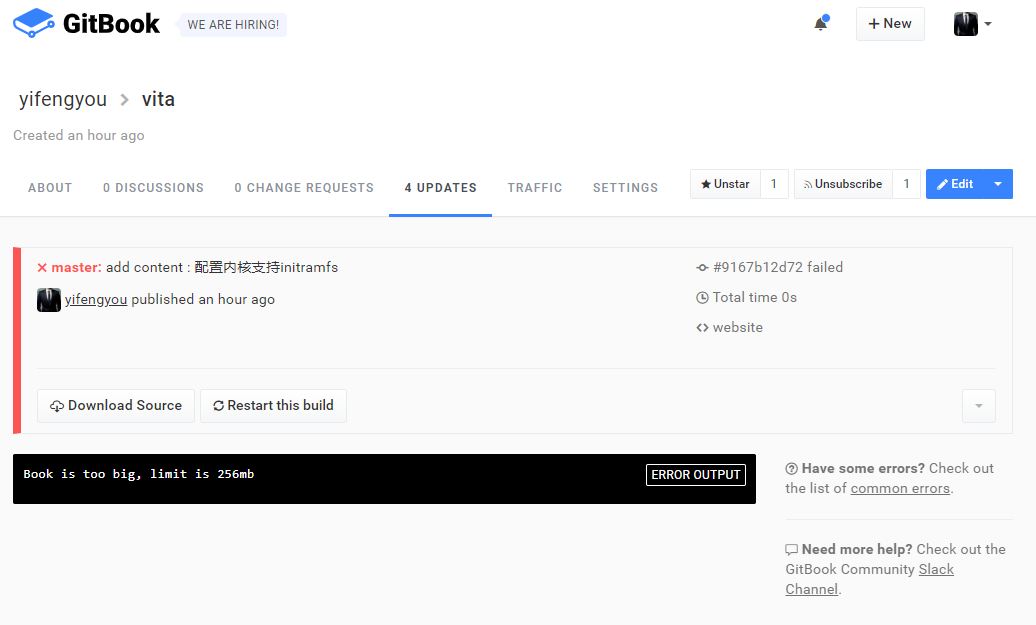 GitBook WE ARE HIRING! + New
yifengyou > vita
Created an hour ago
ABOUT 0 DISCUSSIONS 0 CHANGE REQUESTS 4 UPDATES TRAFFIC SETTINGS Unstar 1 Unsubscribe 1 Edit
master: add content : 配置内核支持initramfs #9167b12d72 failed
yifengyou published an hour ago Total time 0s
website
Download Source Restart this build
Book is too big, limit is 256mb ERROR OUTPUT
Have some errors? Check out
the list of common errors.
Need more help? Check out the
GitBook Community Slack
Channel.